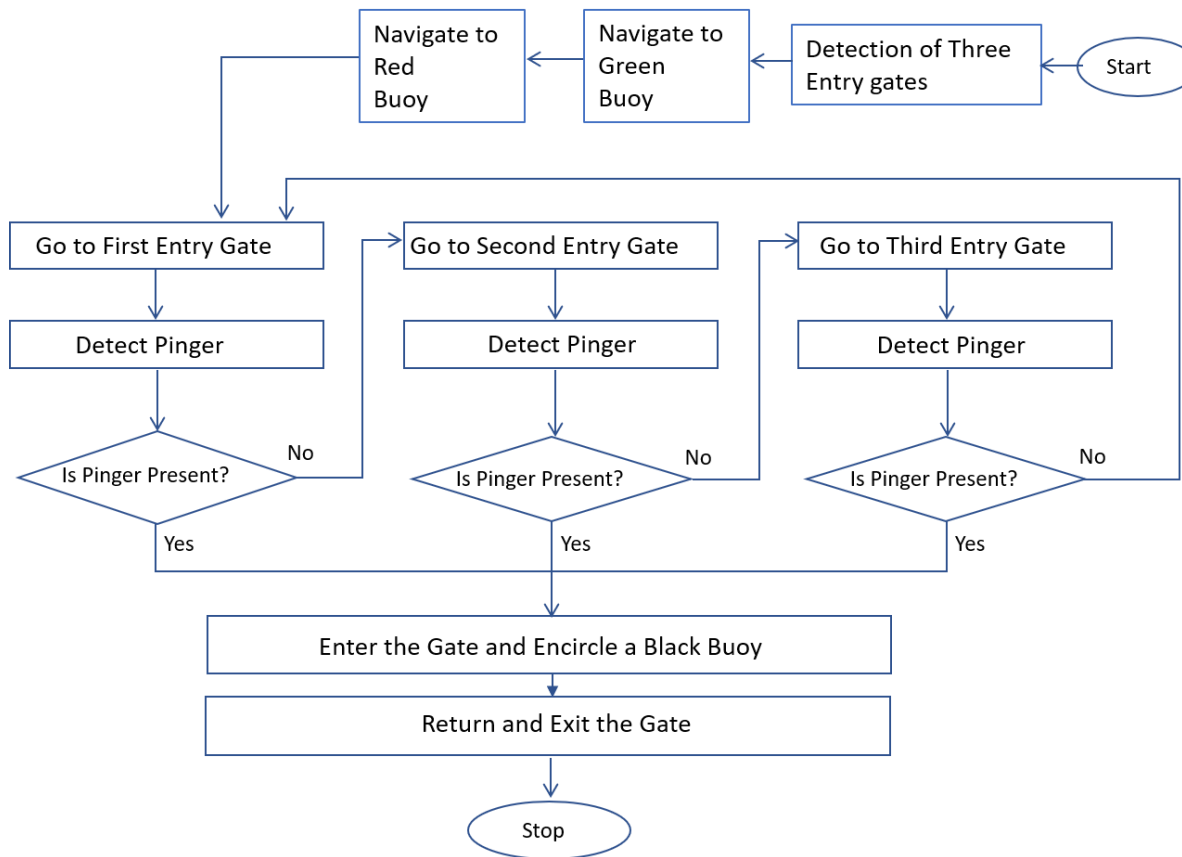 Navigate to
Red
Buoy
Navigate to
Green
Buoy
Detection of Three
Entry gates
Start
Go to First Entry Gate
Go to Second Entry Gate
Go to Third Entry Gate
Detect Pinger
Detect Pinger
Detect Pinger
Is Pinger Present?
No
Is Pinger Present?
No
Is Pinger Present?
No
Yes
Yes
Yes
Enter the Gate and Encircle a Black Buoy
Return and Exit the Gate
Stop